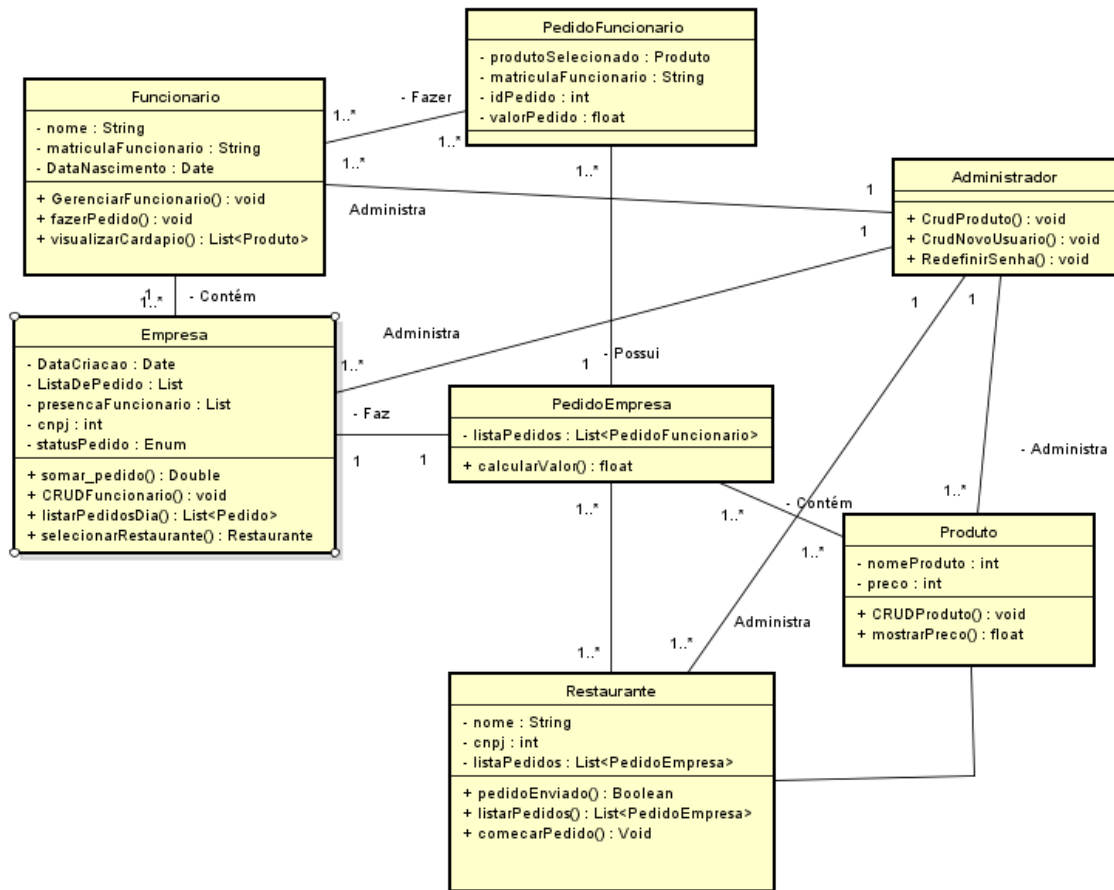 PedidoFuncionario
- produtoSelecionado : Produto
- matriculaFuncionario : String
- idPedido : int
- valorPedido : float
Funcionario
- nome : String
- matriculaFuncionario : String
- DataNascimento : Date
+ GerenciarFuncionario() : void
+ fazerPedido() : void
+ visualizarCardapio() : List<Produto>
- Fazer
1..*
1..*
1..*
Administra
1
1..*
Administrador
+ CrudProduto() : void
+ CrudNovoUsuario() : void
+ RedefinirSenha() : void
1
1
1
1
1..*
- Contém
Empresa
- DataCriacao : Date
- ListaDePedido : List
- presencaFuncionario : List
- cnpj : int
- statusPedido : Enum
+ somar_pedido() : Double
+ CRUDFuncionario() : void
+ listarPedidosDia() : List<Pedido>
+ selecionarRestaurante() : Restaurante
Administra
1..*
- Possui
1
- Faz
1
1
PedidoEmpresa
- listaPedidos : List<PedidoFuncionario>
+ calcularValor() : float
- Administra
1..*
- Contém
1..*
1..*
1..*
Produto
- nomeProduto : int
- preco : int
+ CRUDProduto() : void
+ mostrarPreco() : float
Administra
1..*
1..*
Restaurante
- nome : String
- cnpj : int
- listaPedidos : List<PedidoEmpresa>
+ pedidoEnviado() : Boolean
+ listarPedidos() : List<PedidoEmpresa>
+ comecarPedido() : Void